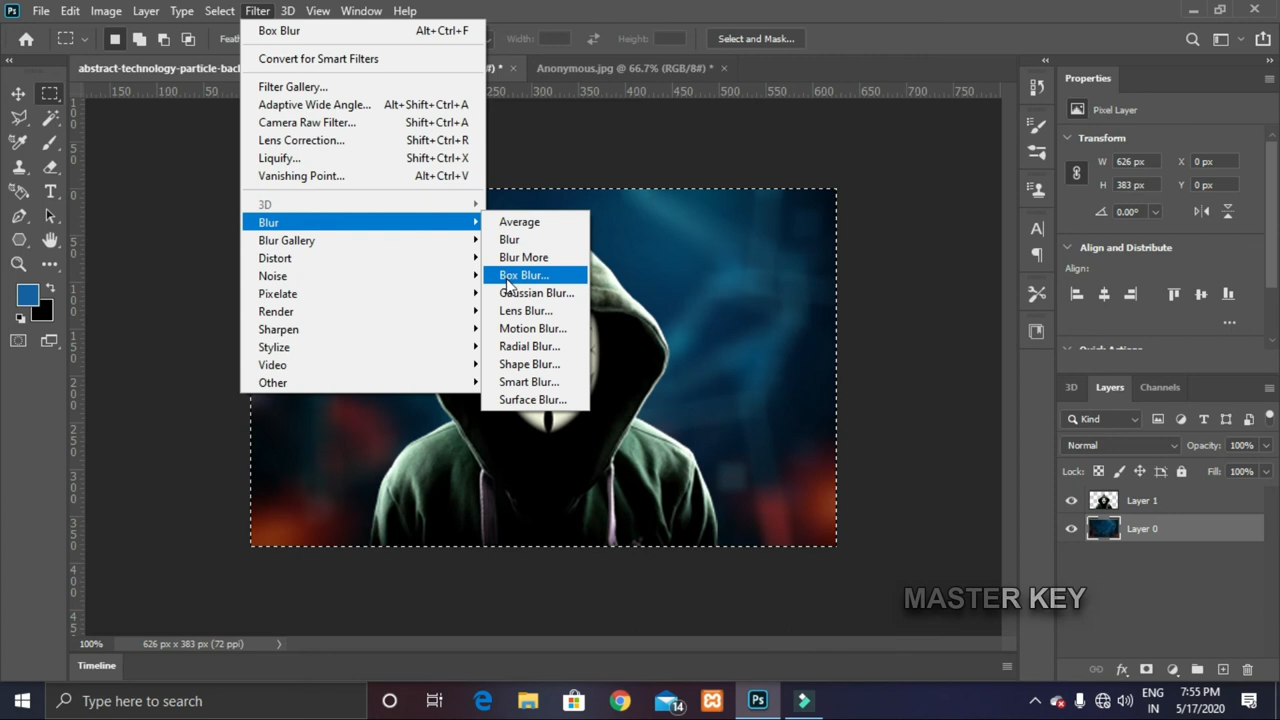 Ps File Edit Image Layer Type Select Filter 3D View Window Help
Width: Height: Select and Mask...
abstract-technology-particle-bac *) * × Anonymous.jpg @ 66.7% (RGB/8#) * ×
Box Blur Alt+Ctrl+F
Convert for Smart Filters
Filter Gallery...
Adaptive Wide Angle... Alt+Shift+Ctrl+A
Camera Raw Filter... Shift+Ctrl+A
Lens Correction... Shift+Ctrl+R
Liquify... Shift+Ctrl+X
Vanishing Point... Alt+Ctrl+V
3D
Blur
Blur Gallery
Distort
Noise
Pixelate
Render
Sharpen
Stylize
Video
Other
Average
Blur
Blur More
Box Blur...
Gaussian Blur...
Lens Blur...
Motion Blur...
Radial Blur...
Shape Blur...
Smart Blur...
Surface Blur...
150 100 50 250 300 350 400 450 500 550 600 650 700 750 800 850 900
Properties
Pixel Layer
Transform
W 626 px X 0 px
H 383 px Y 0 px
0.00°
Align and Distribute
Align:
3D Layers Channels
Kind
Normal Opacity: 100%
Lock: Fill: 100%
Layer 1
Layer 0
MASTER KEY
100% 626 px x 383 px (72 ppi)
Timeline
Type here to search
14
Ps
ENG
IN
7:55 PM
5/17/2020